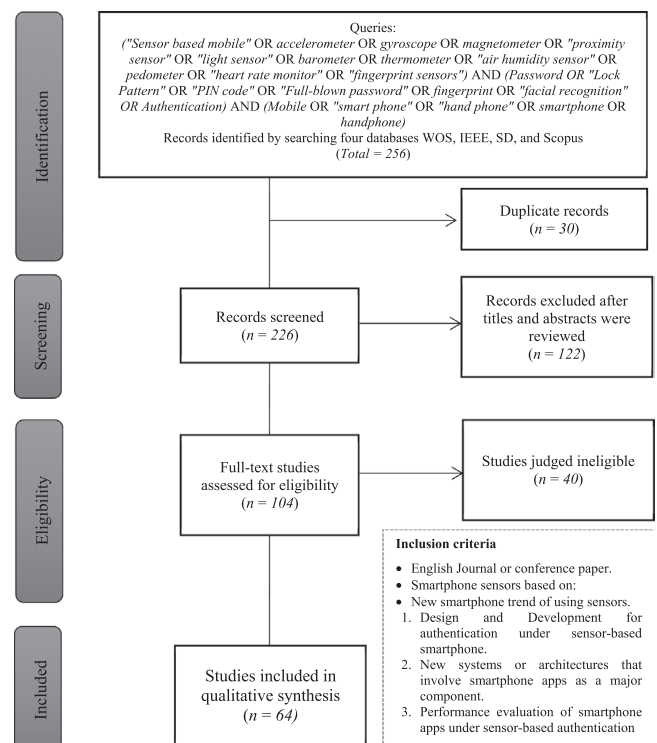 Identification
Queries:
("Sensor based mobile" OR accelerometer OR gyroscope OR magnetometer OR "proximity
sensor" OR "light sensor" OR barometer OR thermometer OR "air humidity sensor" OR
pedometer OR "heart rate monitor" OR "fingerprint sensors") AND (Password OR "Lock
Pattern" OR "PIN code" OR "Full-blown password" OR fingerprint OR "facial recognition"
OR Authentication) AND (Mobile OR "smart phone" OR "hand phone" OR smartphone OR
handphone)
Records identified by searching four databases WOS, IEEE, SD, and Scopus
(Total = 256)
Duplicate records
(n = 30)
Screening
Records screened
(n = 226)
Records excluded after
titles and abstracts were
reviewed
(n = 122)
Eligibility
Full-text studies
assessed for eligibility
(n = 104)
Studies judged ineligible
(n = 40)
Inclusion criteria
• English Journal or conference paper.
• Smartphone sensors based on:
• New smartphone trend of using sensors.
1. Design and Development for
authentication under sensor-based
smartphone.
2. New systems or architectures that
involve smartphone apps as a major
component.
3. Performance evaluation of smartphone
apps under sensor-based authentication
Included
Studies included in
qualitative synthesis
(n = 64)